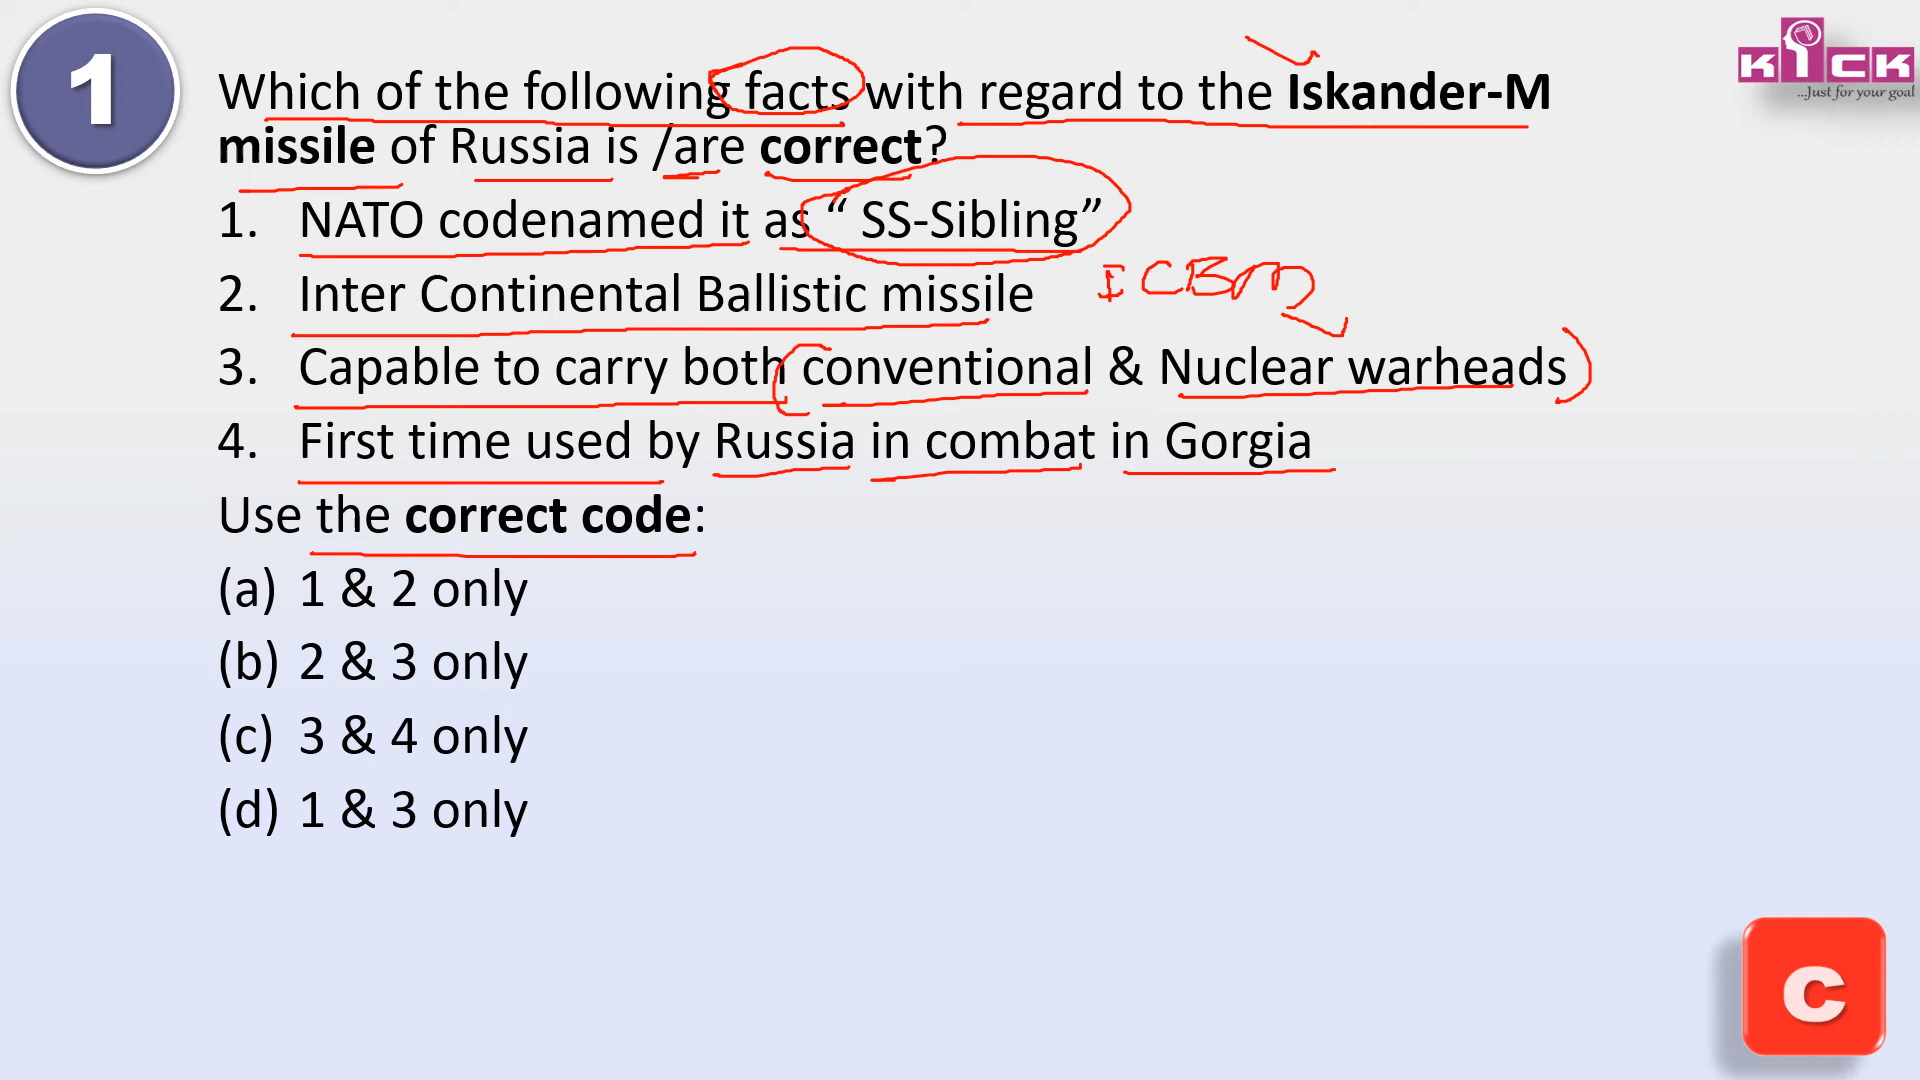 1
KICK
...Just for your goal
Which of the following facts with regard to the Iskander-M
missile of Russia is /are correct?
1. NATO codenamed it as “ SS-Sibling”
2. Inter Continental Ballistic missile ICBM
3. Capable to carry both conventional & Nuclear warheads
4. First time used by Russia in combat in Gorgia
Use the correct code:
(a) 1 & 2 only
(b) 2 & 3 only
(c) 3 & 4 only
(d) 1 & 3 only
C